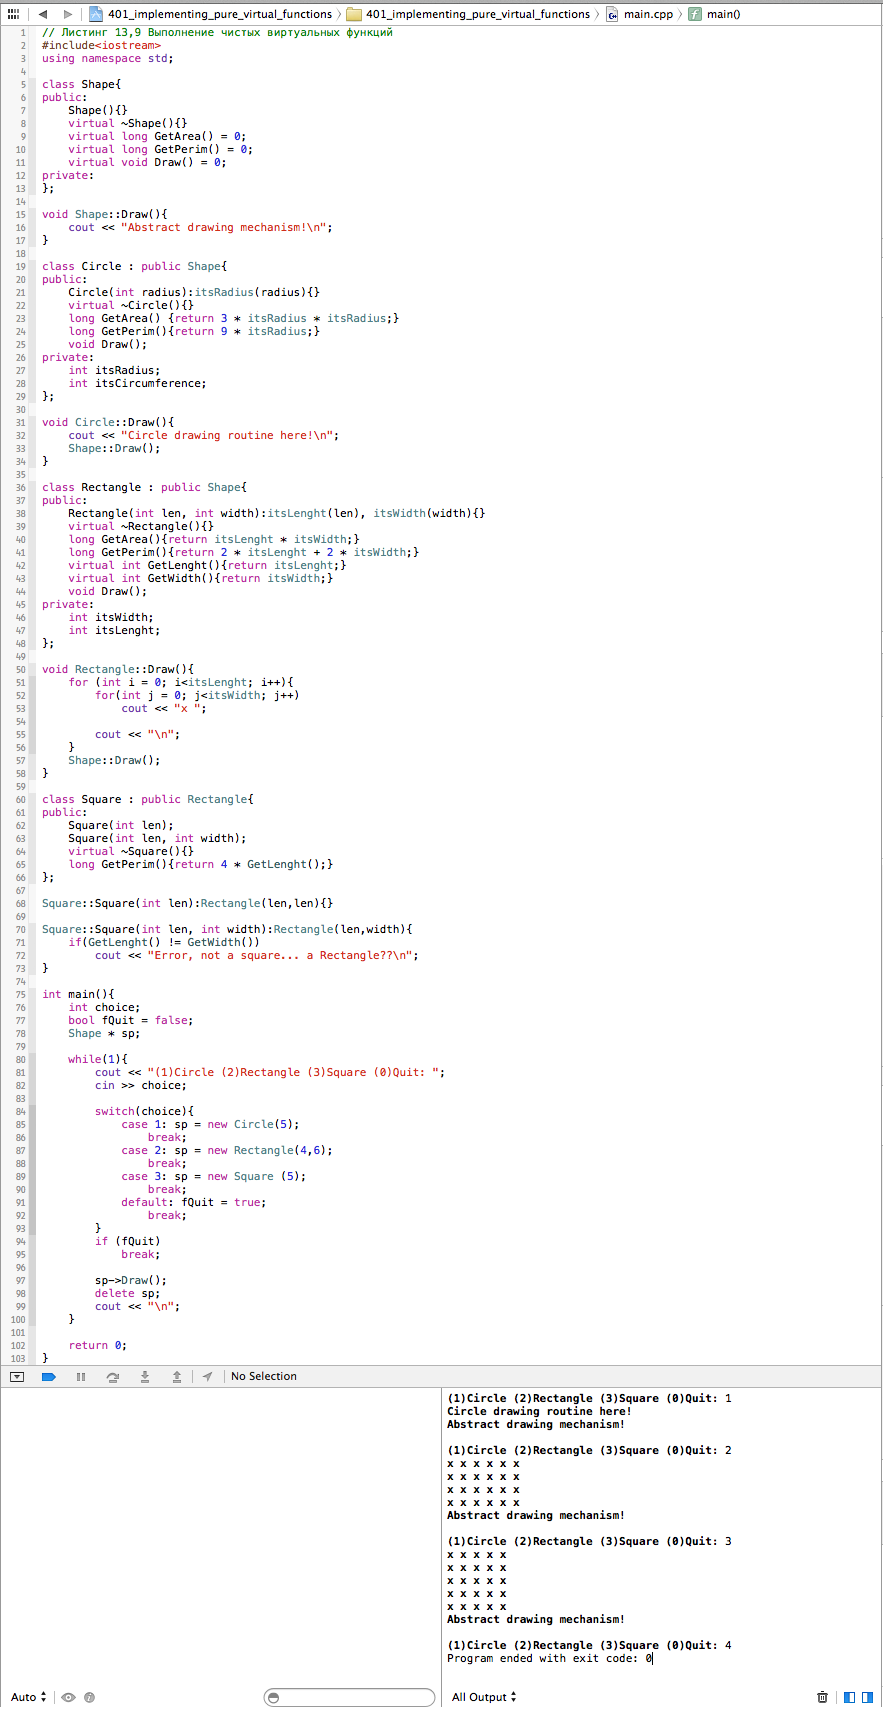 401_implementing_pure_virtual_functions 401_implementing_pure_virtual_functions main.cpp main()
1 // Листинг 13,9 Выполнение чистых виртуальных функций
2 #include<iostream>
3 using namespace std;
4
5 class Shape{
6 public:
7 Shape(){}
8 virtual ~Shape(){}
9 virtual long GetArea() = 0;
10 virtual long GetPerim() = 0;
11 virtual void Draw() = 0;
12 private:
13 };
14
15 void Shape::Draw(){
16 cout << "Abstract drawing mechanism!\n";
17 }
18
19 class Circle : public Shape{
20 public:
21 Circle(int radius):itsRadius(radius){}
22 virtual ~Circle(){}
23 long GetArea() {return 3 * itsRadius * itsRadius;}
24 long GetPerim(){return 9 * itsRadius;}
25 void Draw();
26 private:
27 int itsRadius;
28 int itsCircumference;
29 };
30
31 void Circle::Draw(){
32 cout << "Circle drawing routine here!\n";
33 Shape::Draw();
34 }
35
36 class Rectangle : public Shape{
37 public:
38 Rectangle(int len, int width):itsLenght(len), itsWidth(width){}
39 virtual ~Rectangle(){}
40 long GetArea(){return itsLenght * itsWidth;}
41 long GetPerim(){return 2 * itsLenght + 2 * itsWidth;}
42 virtual int GetLenght(){return itsLenght;}
43 virtual int GetWidth(){return itsWidth;}
44 void Draw();
45 private:
46 int itsWidth;
47 int itsLenght;
48 };
49
50 void Rectangle::Draw(){
51 for (int i = 0; i<itsLenght; i++){
52 for(int j = 0; j<itsWidth; j++)
53 cout << "x ";
54
55 cout << "\n";
56 }
57 Shape::Draw();
58 }
59
60 class Square : public Rectangle{
61 public:
62 Square(int len);
63 Square(int len, int width);
64 virtual ~Square(){}
65 long GetPerim(){return 4 * GetLenght();}
66 };
67
68 Square::Square(int len):Rectangle(len,len){}
69
70 Square::Square(int len, int width):Rectangle(len,width){
71 if(GetLenght() != GetWidth())
72 cout << "Error, not a square... a Rectangle??\n";
73 }
74
75 int main(){
76 int choice;
77 bool fQuit = false;
78 Shape * sp;
79
80 while(1){
81 cout << "(1)Circle (2)Rectangle (3)Square (0)Quit: ";
82 cin >> choice;
83
84 switch(choice){
85 case 1: sp = new Circle(5);
86 break;
87 case 2: sp = new Rectangle(4,6);
88 break;
89 case 3: sp = new Square (5);
90 break;
91 default: fQuit = true;
92 break;
93 }
94 if (fQuit)
95 break;
96
97 sp->Draw();
98 delete sp;
99 cout << "\n";
100 }
101
102 return 0;
103 }
No Selection
(1)Circle (2)Rectangle (3)Square (0)Quit: 1
Circle drawing routine here!
Abstract drawing mechanism!
(1)Circle (2)Rectangle (3)Square (0)Quit: 2
x x x x x x
x x x x x x
x x x x x x
x x x x x x
Abstract drawing mechanism!
(1)Circle (2)Rectangle (3)Square (0)Quit: 3
x x x x x
x x x x x
x x x x x
x x x x x
x x x x x
Abstract drawing mechanism!
(1)Circle (2)Rectangle (3)Square (0)Quit: 4
Program ended with exit code: 0
Auto All Output